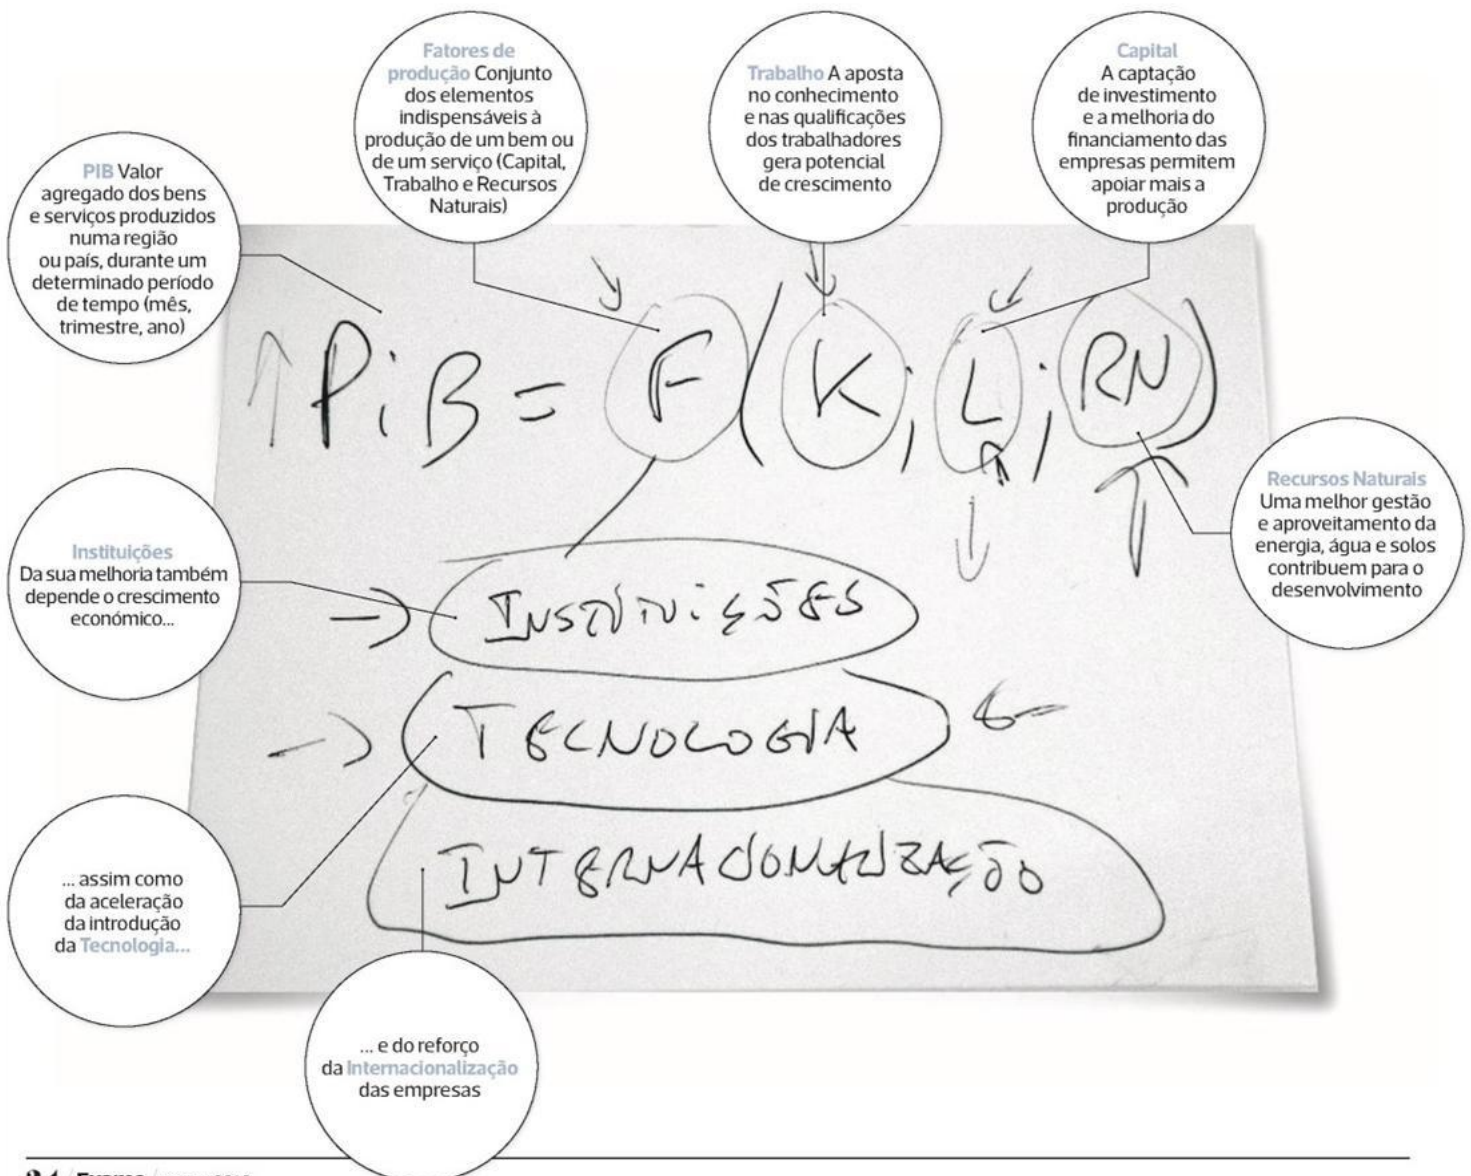 Fatores de
produção Conjunto
dos elementos
indispensáveis à
produção de um bem ou
de um serviço (Capital,
Trabalho e Recursos
Naturais)
Trabalho A aposta
no conhecimento
e nas qualificações
dos trabalhadores
gera potencial
de crescimento
Capital
A captação
de investimento
e a melhoria do
financiamento das
empresas permitem
apoiar mais a
produção
PIB Valor
agregado dos bens
e serviços produzidos
numa região
ou país, durante um
determinado período
de tempo (mês,
trimestre, ano)
↑ PiB = F (K; L; RN)
Recursos Naturais
Uma melhor gestão
e aproveitamento da
energia, água e solos
contribuem para o
desenvolvimento
Instituições
Da sua melhoria também
depende o crescimento
económico...
INSTITUIÇÕES
TECNOLOGIA
INTERNACIONALIZAÇÃO
... assim como
da aceleração
da introdução
da Tecnologia...
... e do reforço
da Internacionalização
das empresas